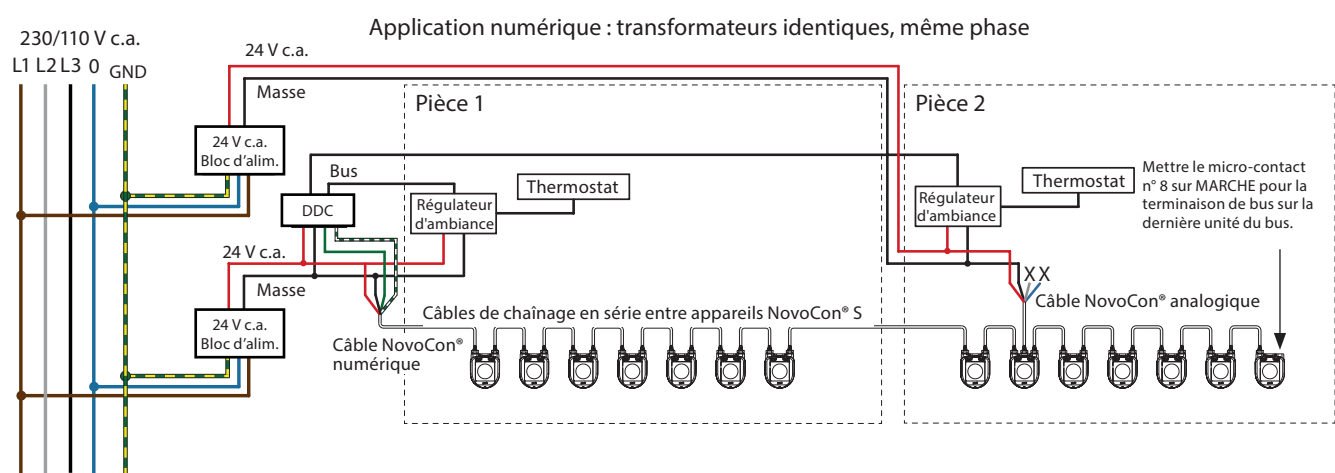 Application numérique : transformateurs identiques, même phase
230/110 V c.a.
L1 L2 L3 0 GND
24 V c.a.
Masse
24 V c.a.
Bloc d'alim.
Pièce 1
Pièce 2
Bus
DDC
Régulateur
d'ambiance
Thermostat
Régulateur
d'ambiance
Thermostat
Mettre le micro-contact
n° 8 sur MARCHE pour la
terminaison de bus sur la
dernière unité du bus.
24 V c.a.
Masse
24 V c.a.
Bloc d'alim.
X X
Câble NovoCon® analogique
Câbles de chaînage en série entre appareils NovoCon® S
Câble NovoCon®
numérique